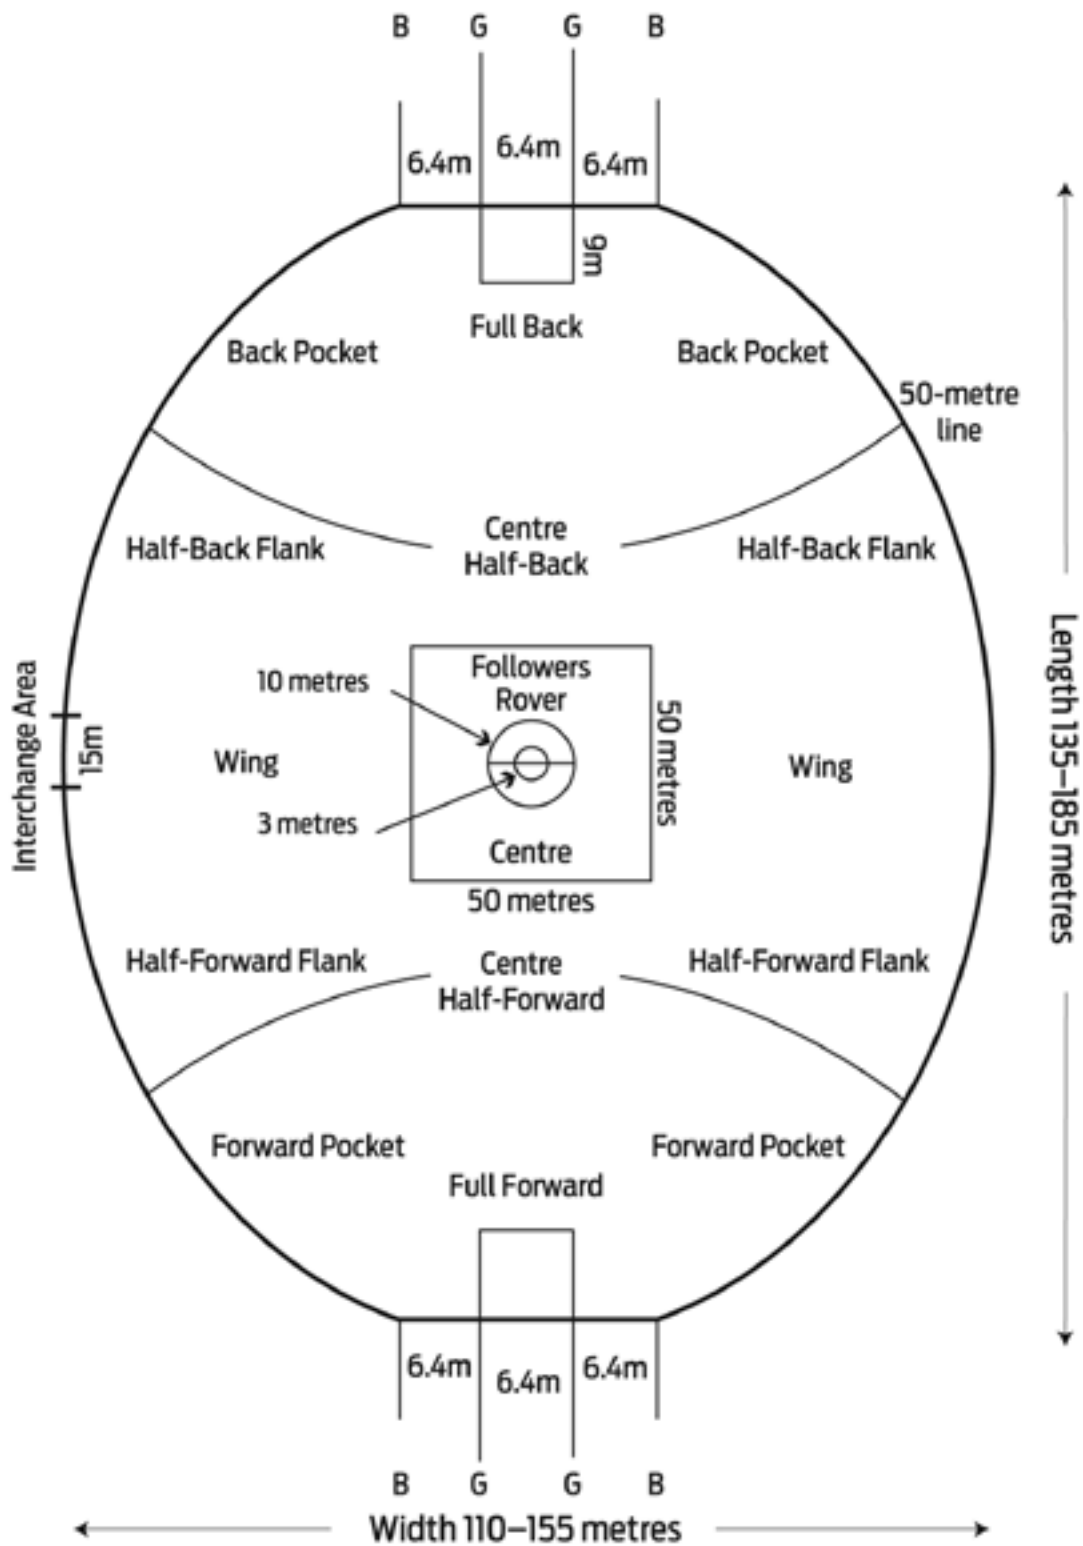 B G G B
6.4m 6.4m 6.4m
9m
Full Back
Back Pocket Back Pocket
50-metre
line
Centre
Half-Back
Half-Back Flank Half-Back Flank
Followers
Rover
10 metres
50 metres
Interchange Area
15m
Wing Wing
3 metres
Centre
50 metres
Length 135–185 metres
Half-Forward Flank Half-Forward Flank
Centre
Half-Forward
Forward Pocket Forward Pocket
Full Forward
6.4m 6.4m 6.4m
B G G B
Width 110–155 metres